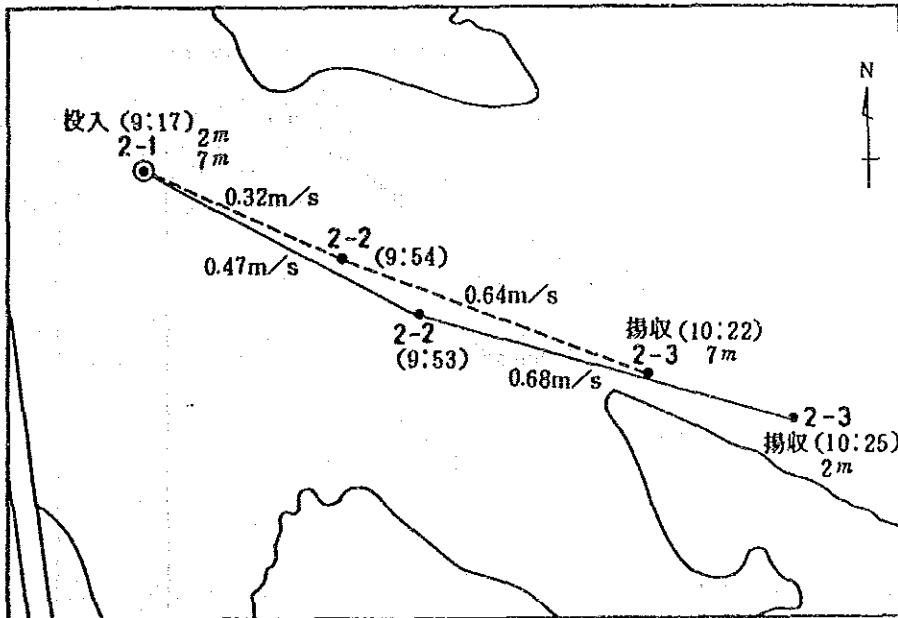 N
投入 (9:17) 2m
2-1 7m
0.32m/s
2-2 (9:54)
0.47m/s
0.64m/s
2-2
(9:53)
揚収 (10:22)
2-3 7m
0.68m/s
2-3
揚収 (10:25)
2m